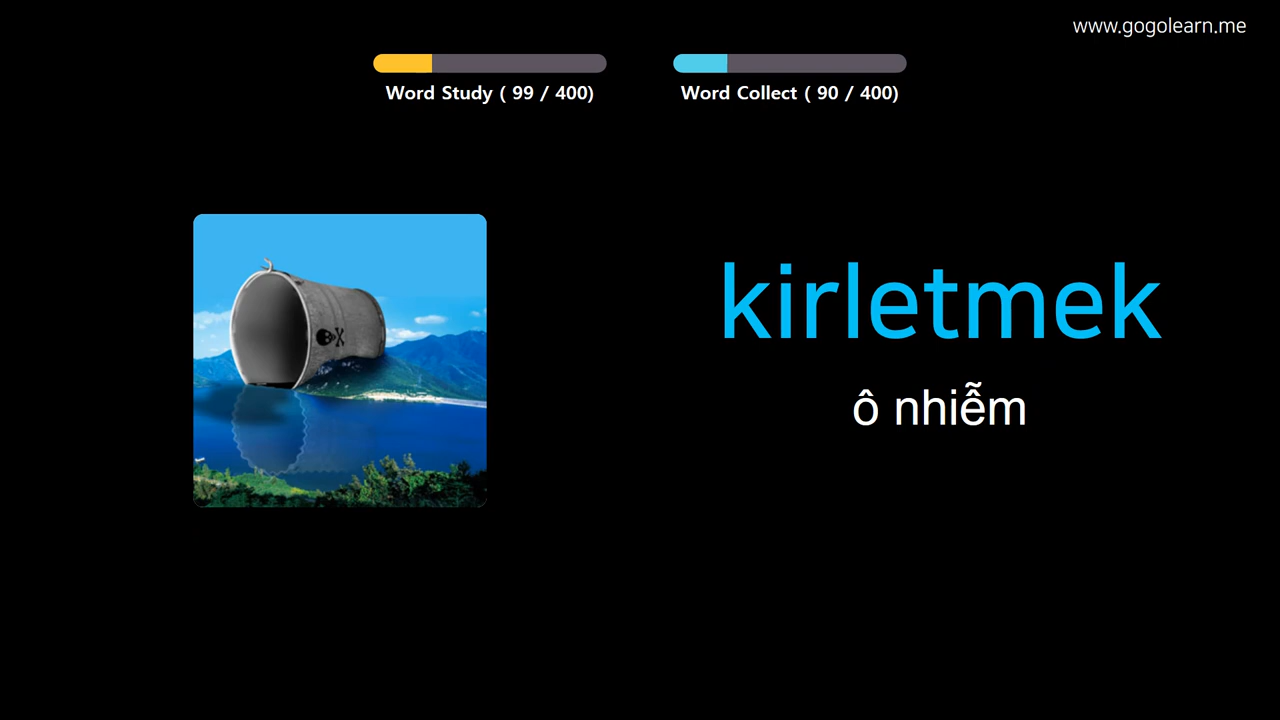 www.gogolearn.me
Word Study ( 99 / 400)
Word Collect ( 90 / 400)
kirletmek
ô nhiễm